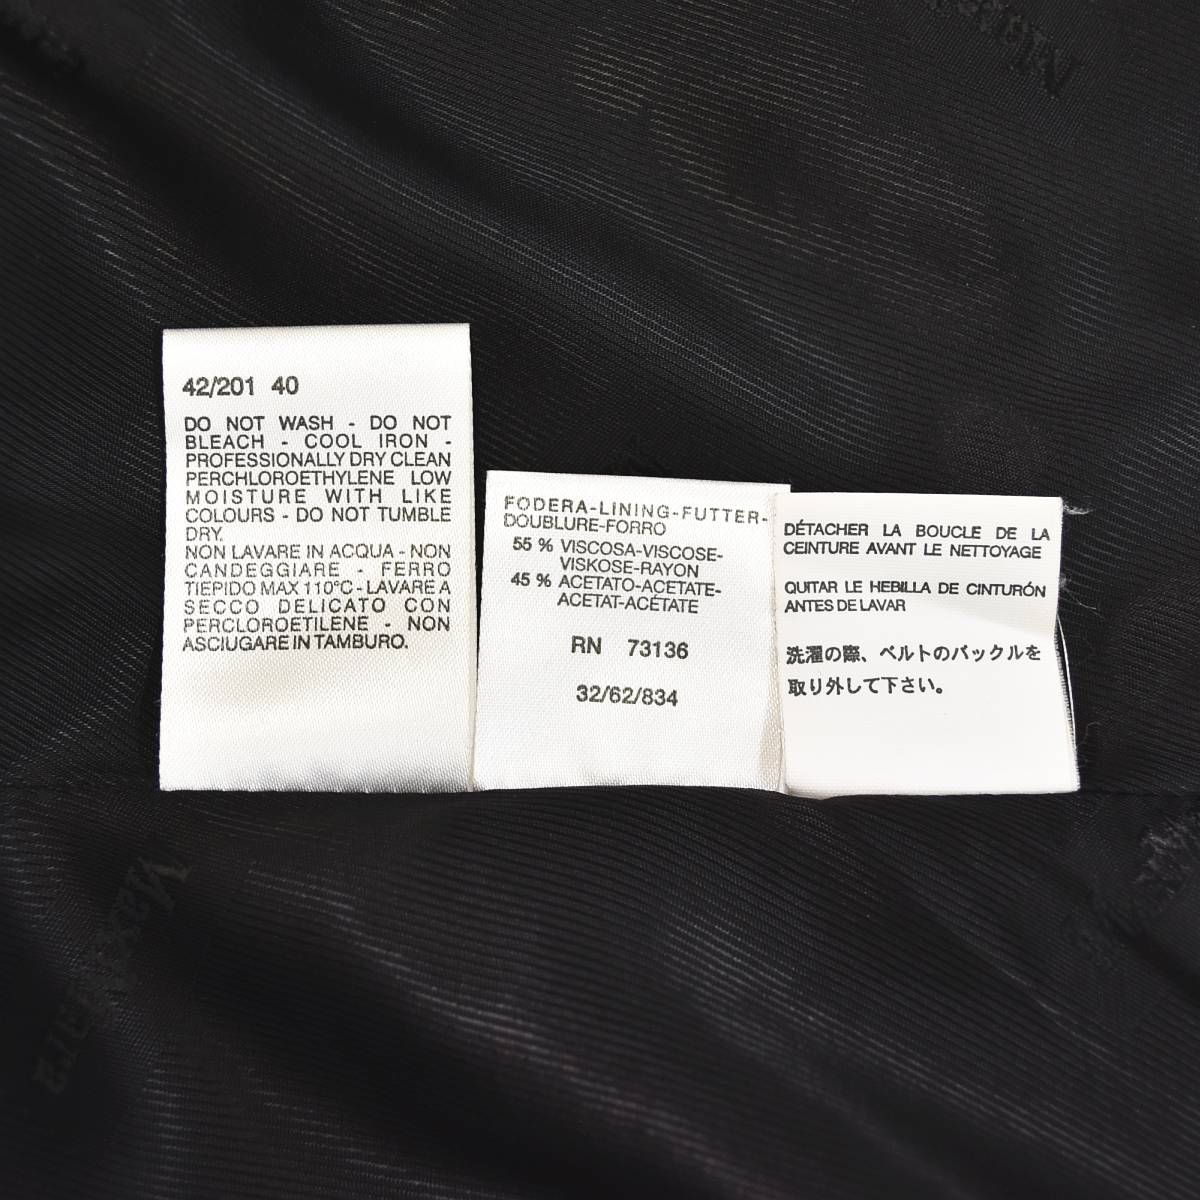 42/201 40
DO NOT WASH - DO NOT
BLEACH - COOL IRON -
PROFESSIONALLY DRY CLEAN
PERCHLOROETHYLENE LOW
MOISTURE WITH LIKE
COLOURS - DO NOT TUMBLE
DRY.
NON LAVARE IN ACQUA - NON
CANDEGGIARE - FERRO
TIEPIDO MAX 110°C - LAVARE A
SECCO DELICATO CON
PERCLOROETILENE - NON
ASCIUGARE IN TAMBURO.
FODERA-LINING-FUTTER-
DOUBLURE-FORRO
55 % VISCOSA-VISCOSE-
VISKOSE-RAYON
45 % ACETATO-ACETATE-
ACETAT-ACÉTATE
RN 73136
32/62/834
DÉTACHER LA BOUCLE DE LA
CEINTURE AVANT LE NETTOYAGE
QUITAR LE HEBILLA DE CINTURÓN
ANTES DE LAVAR
洗濯の際、ベルトのバックルを
取り外して下さい。